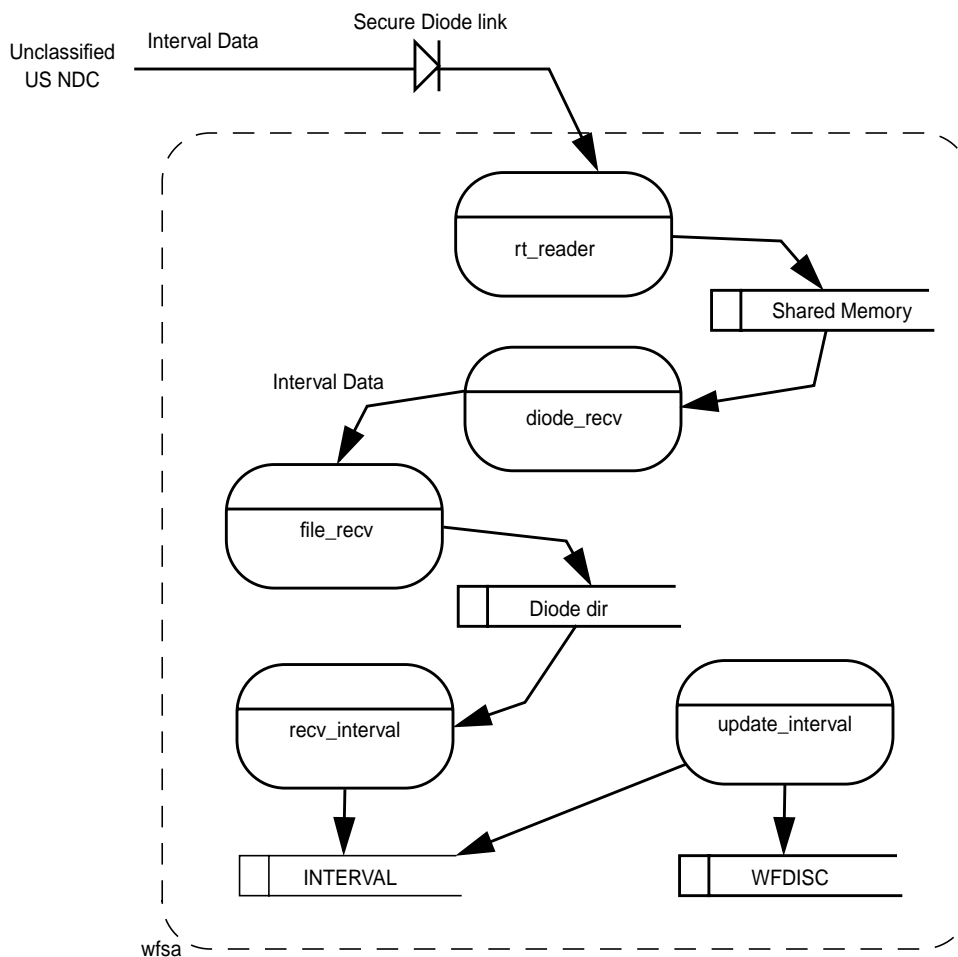 Secure Diode link
Interval Data
Unclassified
US NDC
rt_reader
Shared Memory
Interval Data
diode_recv
file_recv
Diode dir
recv_interval
update_interval
INTERVAL
WFDISC
wfsa